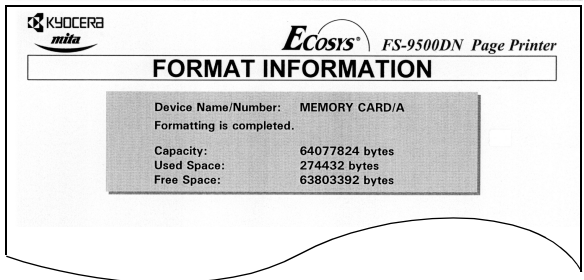 KYOCERA
mita
ECOSYS® FS-9500DN Page Printer
FORMAT INFORMATION
Device Name/Number: MEMORY CARD/A
Formatting is completed.
Capacity: 64077824 bytes
Used Space: 274432 bytes
Free Space: 63803392 bytes